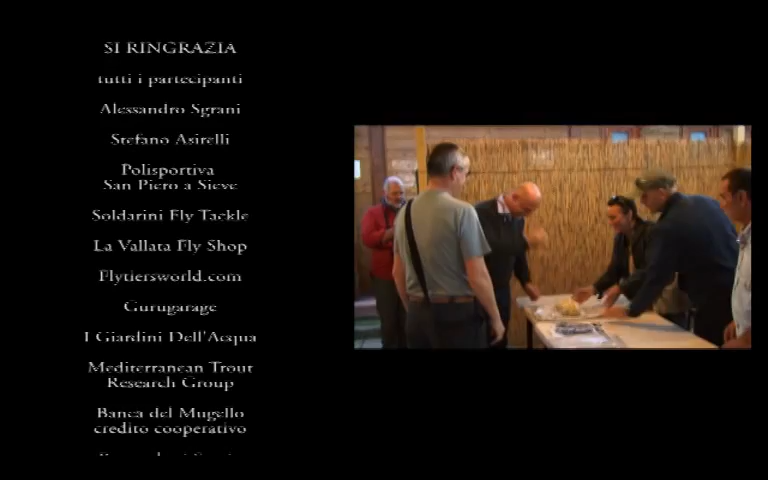 SI RINGRAZIA
tutti i partecipanti
Alessandro Sgrani
Stefano Asirelli
Polisportiva
San Piero a Sieve
Soldarini Fly Tackle
La Vallata Fly Shop
Flytiersworld.com
Gurugarage
I Giardini Dell'Acqua
Mediterranean Trout
Research Group
Banca del Mugello
credito cooperativo